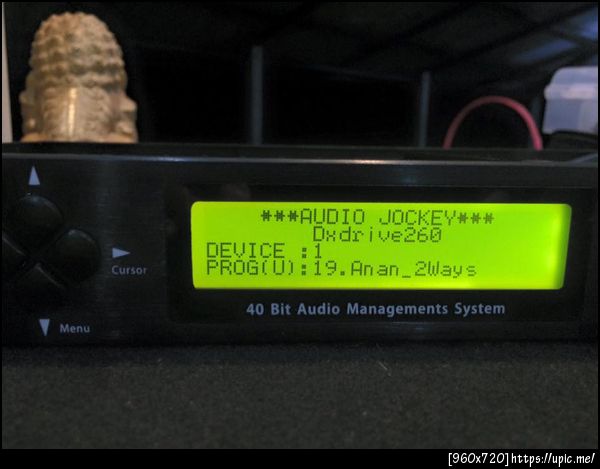 ***AUDIO JOCKEY***
Dxdrive260
DEVICE :1
PROG(U):19.Anan_2Ways
Cursor
40 Bit Audio Managements System
Menu
[960x720]https://upic.me/